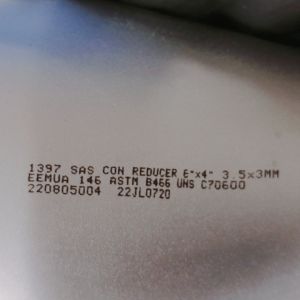 1397 SAS CON REDUCER 6"x4" 3.5x3MM
EEMUA 146 ASTM B466 UNS C70600
220805004 22JL0720